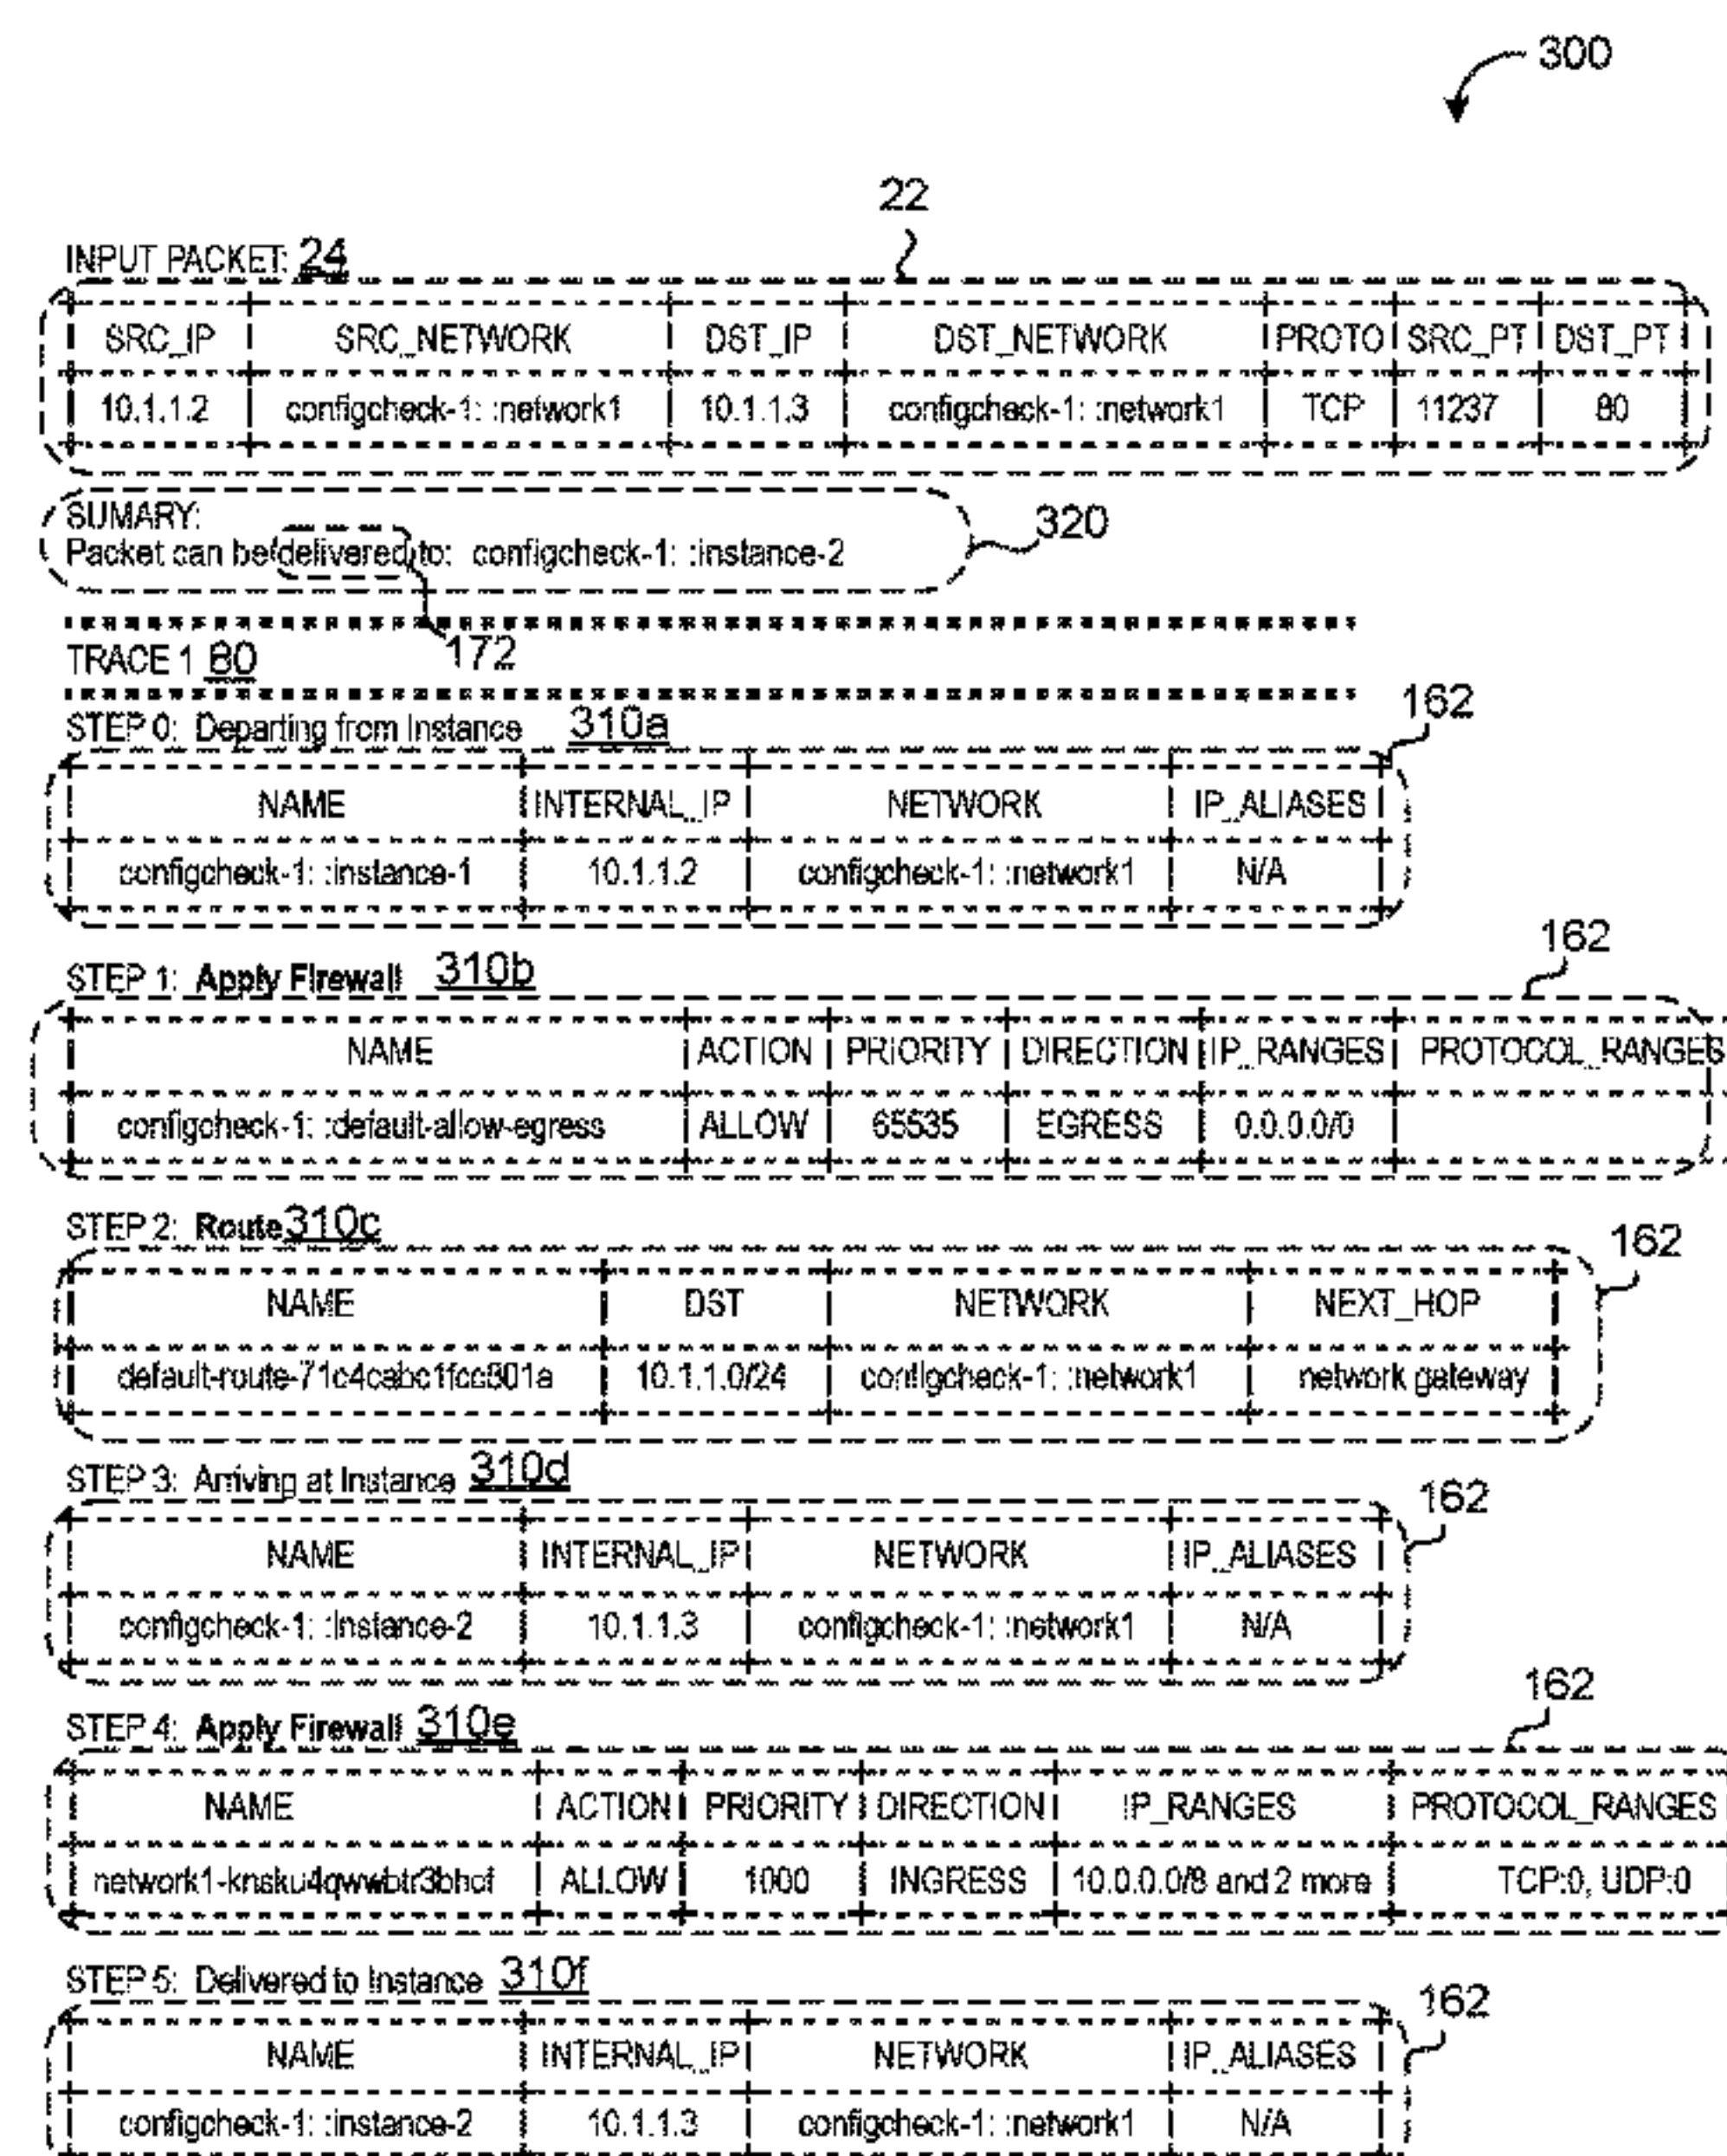 300
22
INPUT PACKET: 24
SRC_IP SRC_NETWORK DST_IP DST_NETWORK PROTO SRC_PT DST_PT
10.1.1.2 configcheck-1: :network1 10.1.1.3 configcheck-1: :network1 TCP 11237 80
SUMARY:
Packet can be delivered to: configcheck-1: :instance-2
320
172
TRACE 1 80
162
STEP 0: Departing from Instance 310a
NAME INTERNAL_IP NETWORK IP_ALIASES
configcheck-1: :instance-1 10.1.1.2 configcheck-1: :network1 N/A
162
STEP 1: Apply Firewall 310b
NAME ACTION PRIORITY DIRECTION IP_RANGES PROTOCOL_RANGES
configcheck-1: :default-allow-egress ALLOW 65535 EGRESS 0.0.0.0/0
STEP 2: Route 310c
162
NAME DST NETWORK NEXT_HOP
10.1.1.0/24 configcheck-1: :network1 network gateway
STEP 3: Arriving at Instance 310d
162
NAME INTERNAL_IP NETWORK IP_ALIASES
configcheck-1: :instance-2 10.1.1.3 configcheck-1: :network1 N/A
162
STEP 4: Apply Firewall 310e
NAME ACTION PRIORITY DIRECTION IP_RANGES PROTOCOL_RANGES
ALLOW 1000 INGRESS 10.0.0.0/8 and 2 more TCP:0, UDP:0
STEP 5: Delivered to Instance 310f
162
NAME INTERNAL_IP NETWORK IP_ALIASES
configcheck-1: :instance-2 10.1.1.3 configcheck-1: :network1 N/A